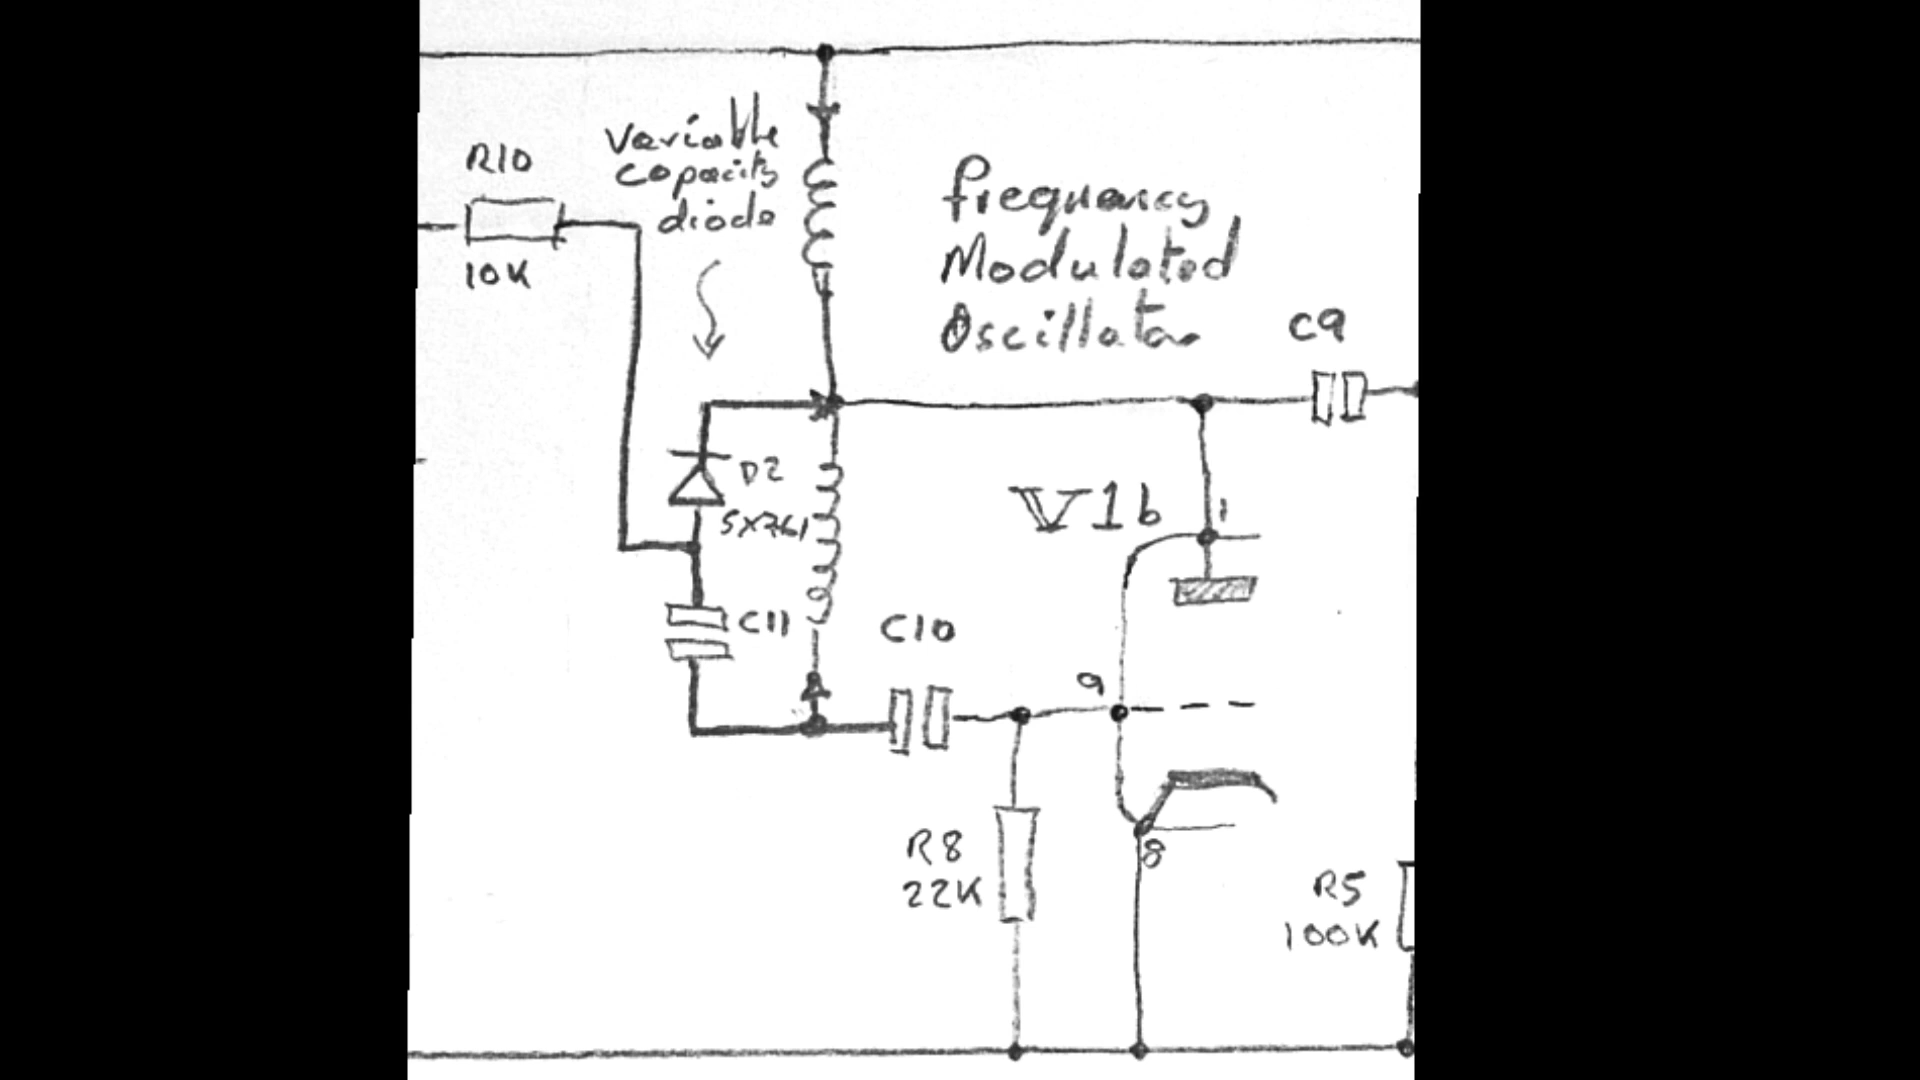 R10
10K
Variable
capacity
diode
frequency
Modulated
Oscillator
C9
D2
SX761
V1b
1
C11
C10
9
8
R8
22K
R5
100K